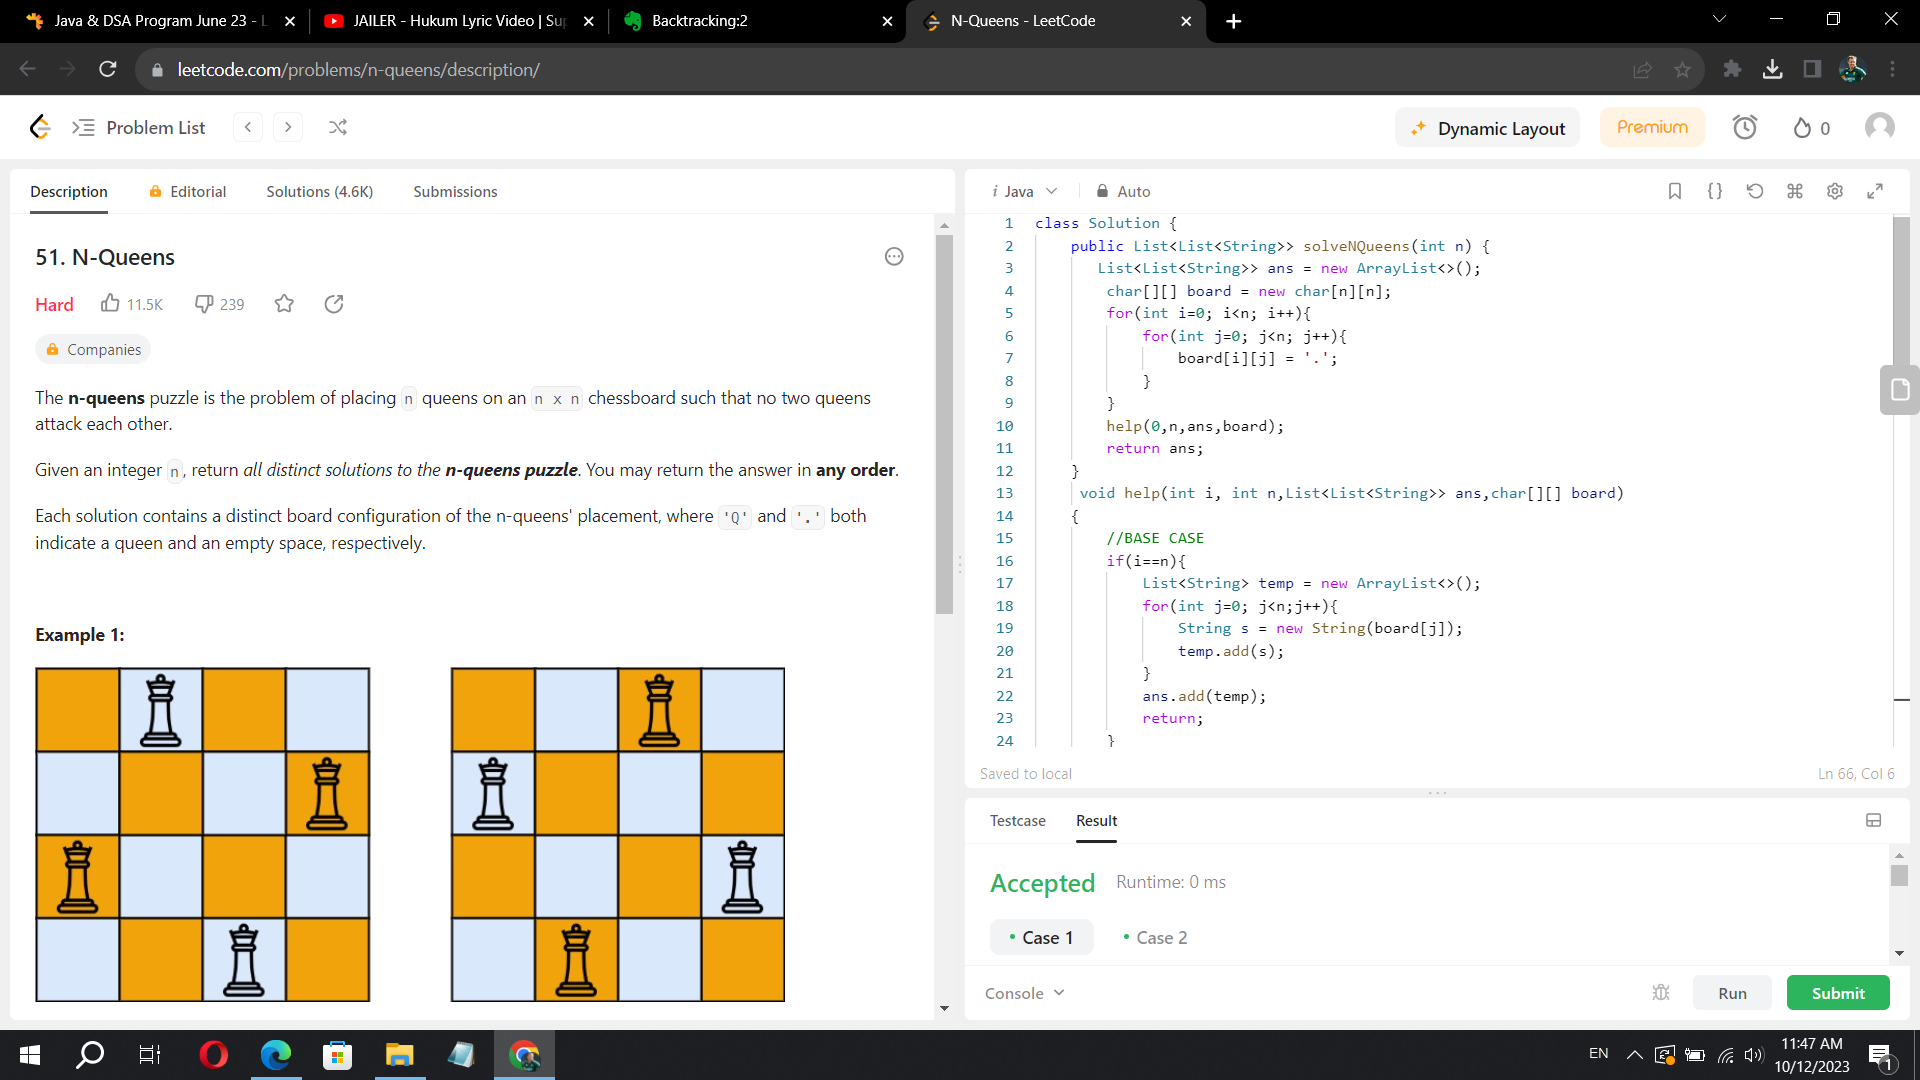 Java & DSA Program June 23 - L
JAILER - Hukum Lyric Video | Sup
Backtracking:2
N-Queens - LeetCode
leetcode.com/problems/n-queens/description/
Problem List
Dynamic Layout
Premium
0
Description
Editorial
Solutions (4.6K)
Submissions
51. N-Queens
Hard
11.5K
239
Companies
The n-queens puzzle is the problem of placing n queens on an n x n chessboard such that no two queens
attack each other.
Given an integer n, return all distinct solutions to the n-queens puzzle. You may return the answer in any order.
Each solution contains a distinct board configuration of the n-queens' placement, where 'Q' and '.' both
indicate a queen and an empty space, respectively.
Example 1:
i Java
Auto
1 class Solution {
2 public List<List<String>> solveNQueens(int n) {
3 List<List<String>> ans = new ArrayList<>();
4 char[][] board = new char[n][n];
5 for(int i=0; i<n; i++){
6 for(int j=0; j<n; j++){
7 board[i][j] = '.';
8 }
9 }
10 help(0,n,ans,board);
11 return ans;
12 }
13 void help(int i, int n,List<List<String>> ans,char[][] board)
14 {
15 //BASE CASE
16 if(i==n){
17 List<String> temp = new ArrayList<>();
18 for(int j=0; j<n;j++){
19 String s = new String(board[j]);
20 temp.add(s);
21 }
22 ans.add(temp);
23 return;
24 }
Saved to local
Ln 66, Col 6
Testcase
Result
Accepted
Runtime: 0 ms
Case 1
Case 2
Console
Run
Submit
EN
11:47 AM
10/12/2023
1